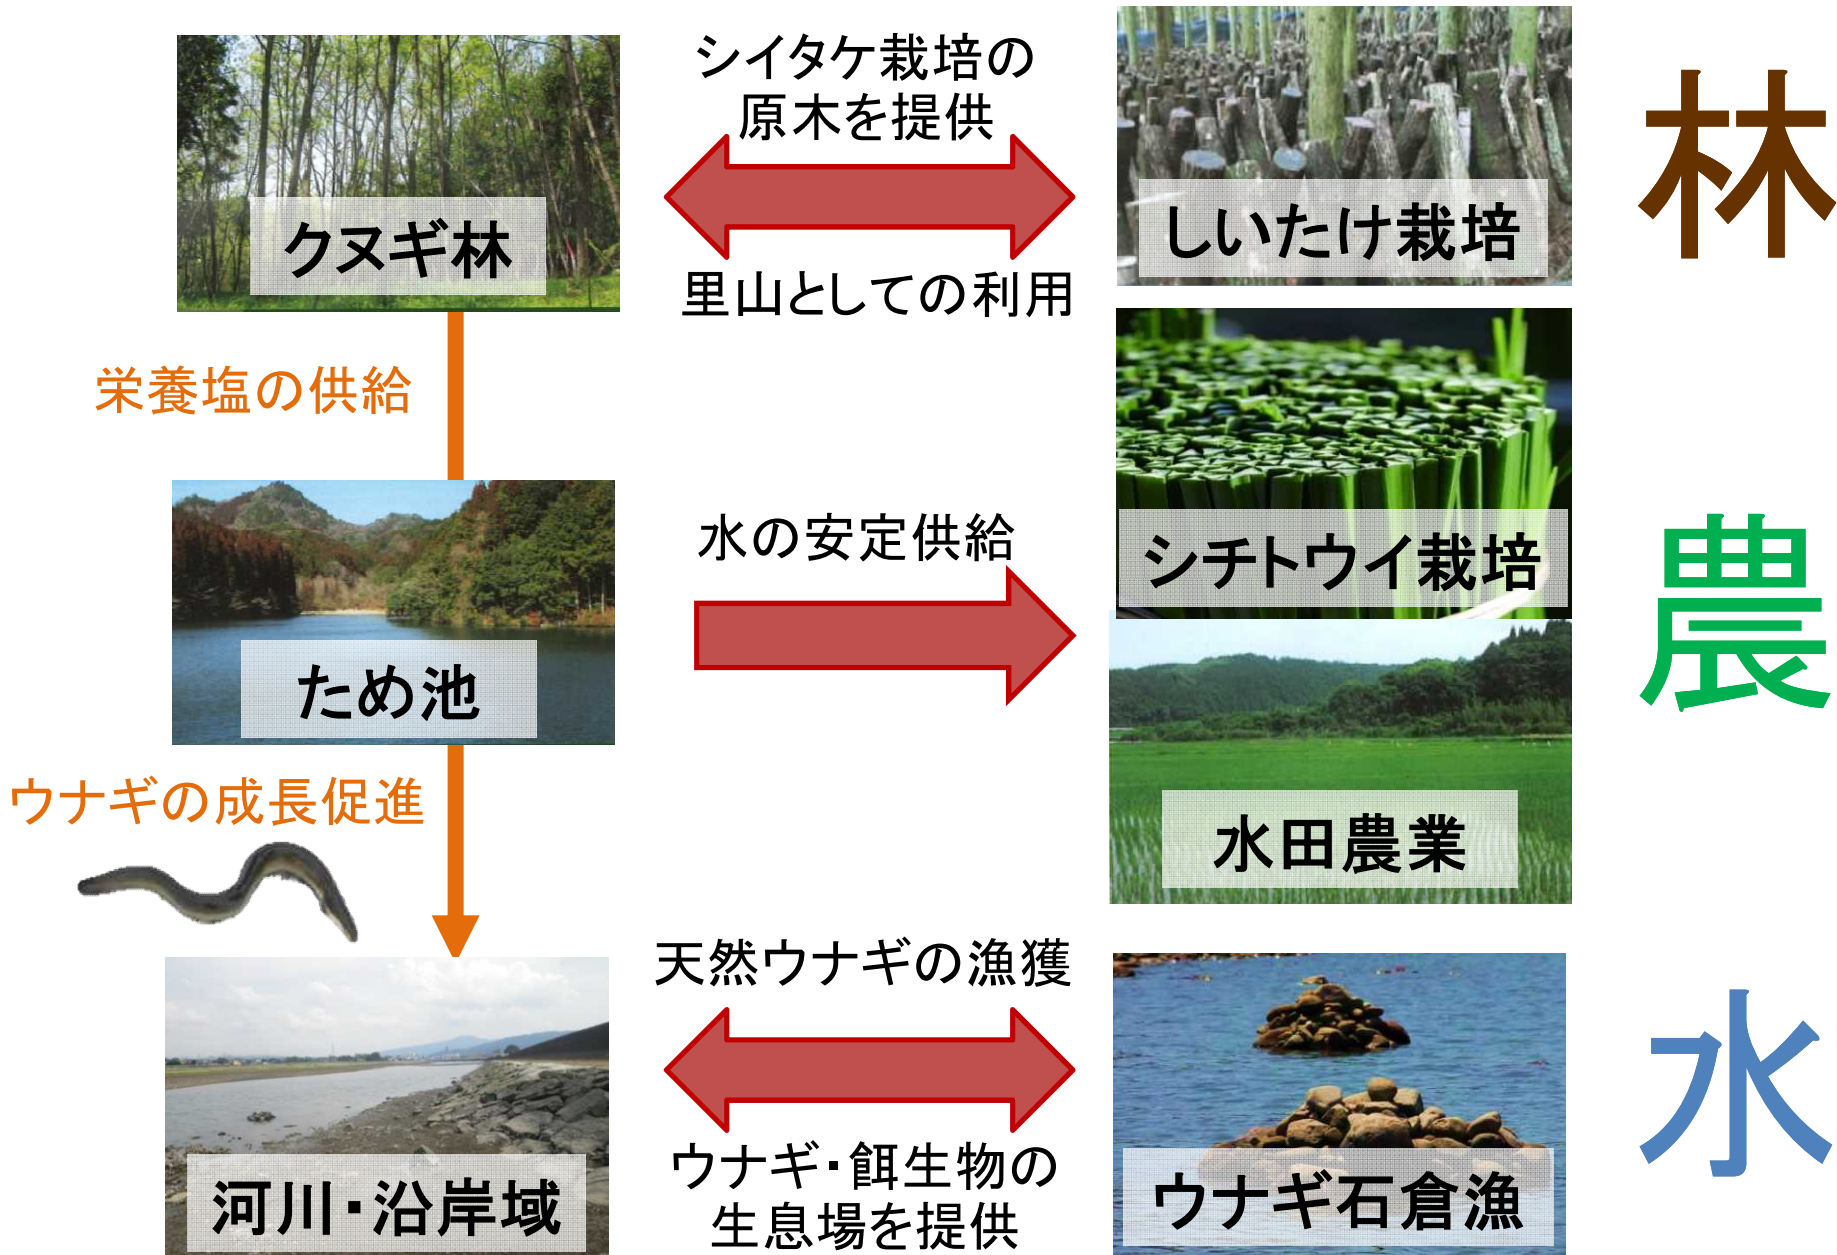 シイタケ栽培の
原木を提供
クヌギ林
しいたけ栽培
林
里山としての利用
栄養塩の供給
水の安定供給
シチトウイ栽培
農
ため池
ウナギの成長促進
水田農業
天然ウナギの漁獲
水
河川・沿岸域
ウナギ・餌生物の
生息場を提供
ウナギ石倉漁